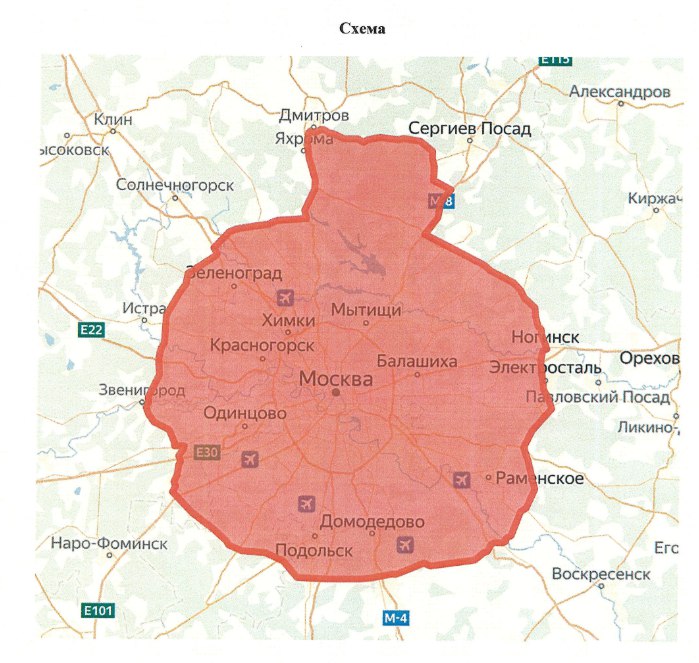 Схема
E115
Александров
Клин
Дмитров
Сергиев Посад
Яхрома
ысоковск
Солнечногорск
Киржач
М-8
Зеленоград
Истра
Мытищи
Химки
E22
Ногинск
Красногорск
Балашиха
Орехов
Электросталь
Москва
Звенигород
Павловский Посад
Одинцово
Ликино-
E30
Раменское
Домодедово
Наро-Фоминск
Подольск
Его
Воскресенск
E101
М-4